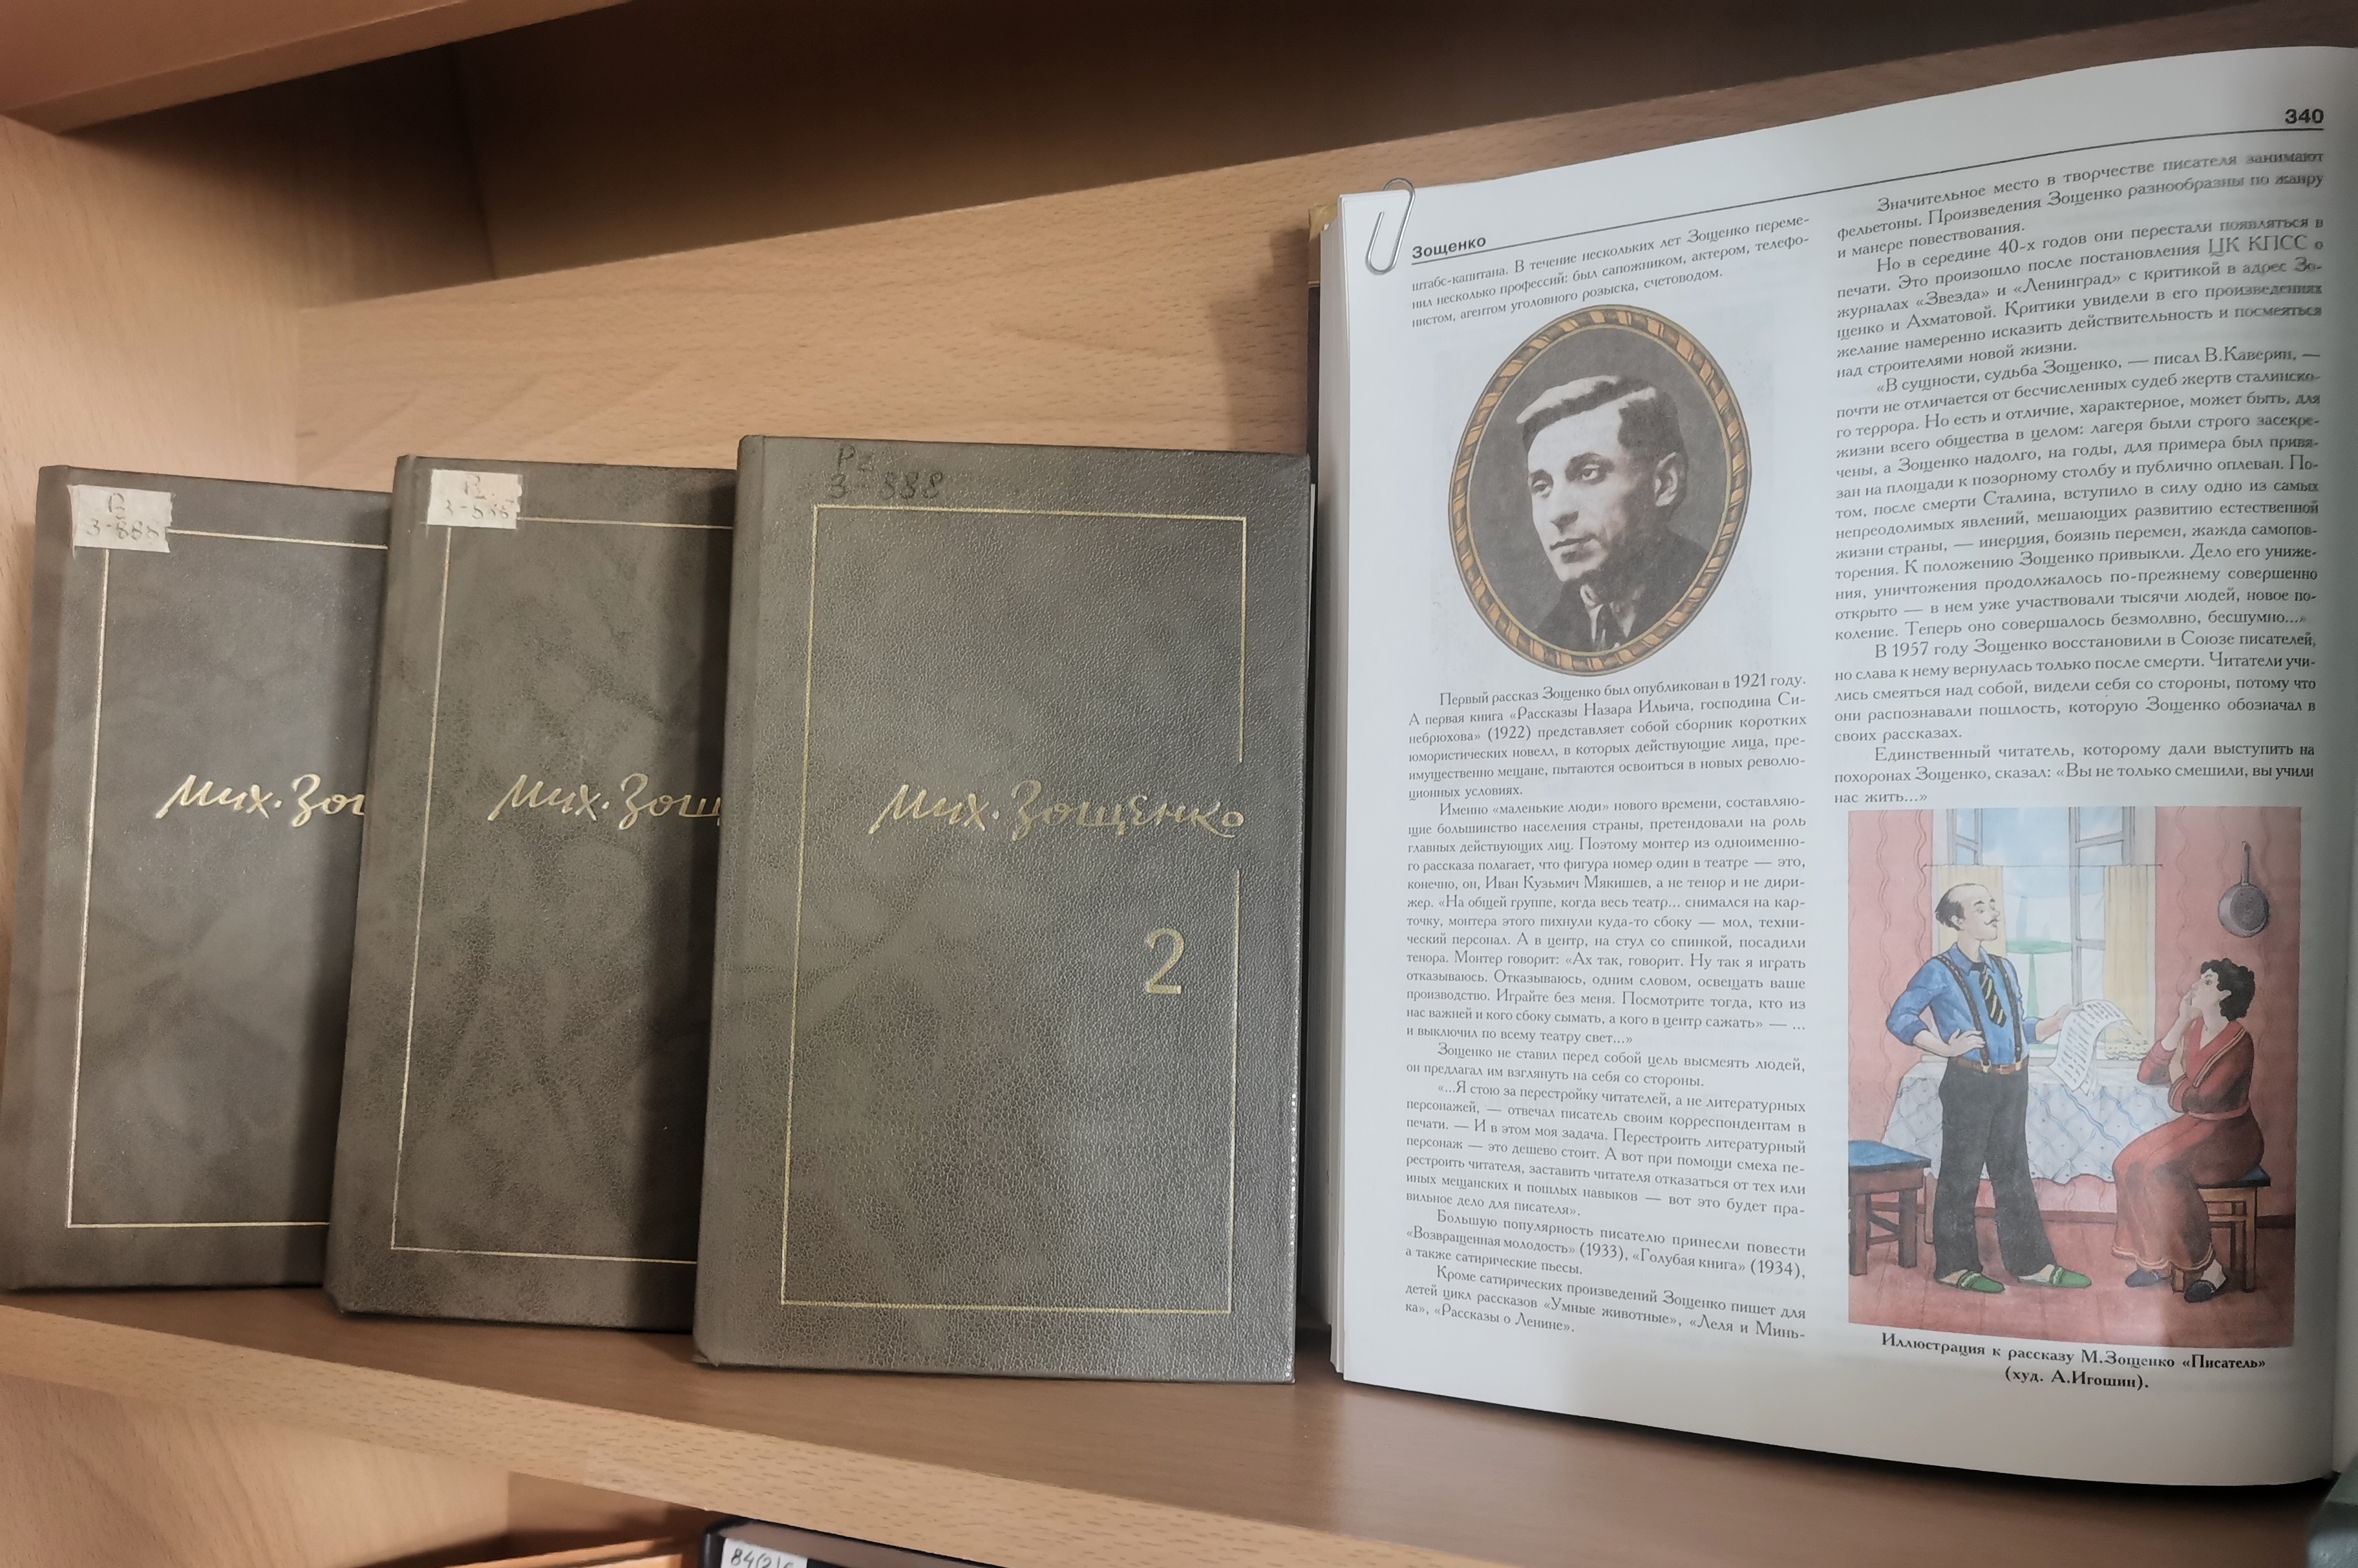 Р
Мих. Зощ
Р
Мих. Зощ
Р2
З-888
Мих. Зощенко
2
340
Зощенко
штабс-капитана. В течение нескольких лет Зощенко переме-
нил несколько профессий: был сапожником, актером, телефо-
нистом, агентом уголовного розыска, счетоводом.
Первый рассказ Зощенко был опубликован в 1921 году.
А первая книга «Рассказы Назара Ильича, господина Си-
небрюхова» (1922) представляет собой сборник коротких
юмористических новелл, в которых действующие лица, пре-
имущественно мещане, пытаются освоиться в новых револю-
ционных условиях.
Именно «маленькие люди» нового времени, составляю-
щие большинство населения страны, претендовали на роль
главных действующих лиц. Поэтому монтер из одноименно-
го рассказа полагает, что фигура номер один в театре — это,
конечно, он, Иван Кузьмич Мякишев, а не тенор и не дири-
жер. «На общей группе, когда весь театр... снимался на кар-
точку, монтера этого пихнули куда-то сбоку — мол, техни-
ческий персонал. А в центр, на стул со спинкой, посадили
тенора. Монтер говорит: «Ах так, говорит. Ну так я играть
отказываюсь. Отказываюсь, одним словом, освещать ваше
производство. Играйте без меня. Посмотрите тогда, кто из
нас важней и кого сбоку сымать, а кого в центр сажать» — ...
и выключил по всему театру свет...»
Зощенко не ставил перед собой цель высмеять людей,
он предлагал им взглянуть на себя со стороны.
«...Я стою за перестройку читателей, а не литературных
персонажей, — отвечал писатель своим корреспондентам в
печати. — И в этом моя задача. Перестроить литературный
персонаж — это дешево стоит. А вот при помощи смеха пе-
рестроить читателя, заставить читателя отказаться от тех или
иных мещанских и пошлых навыков — вот это будет пра-
вильное дело для писателя».
Большую популярность писателю принесли повести
«Возвращенная молодость» (1933), «Голубая книга» (1934),
а также сатирические пьесы.
Кроме сатирических произведений Зощенко пишет для
детей цикл рассказов «Умные животные», «Леля и Минь-
ка», «Рассказы о Ленине».
Значительное место в творчестве писателя занимают
фельетоны. Произведения Зощенко разнообразны по жанру
и манере повествования.
Но в середине 40-х годов они перестали появляться в
печати. Это произошло после постановления ЦК КПСС о
журналах «Звезда» и «Ленинград» с критикой в адрес Зо-
щенко и Ахматовой. Критики увидели в его произведениях
желание намеренно исказить действительность и посмеяться
над строителями новой жизни.
«В сущности, судьба Зощенко, — писал В.Каверин, —
почти не отличается от бесчисленных судеб жертв сталинско-
го террора. Но есть и отличие, характерное, может быть, для
жизни всего общества в целом: лагеря были строго засекре-
чены, а Зощенко надолго, на годы, для примера был привя-
зан на площади к позорному столбу и публично оплеван. По-
том, после смерти Сталина, вступило в силу одно из самых
непреодолимых явлений, мешающих развитию естественной
жизни страны, — инерция, боязнь перемен, жажда самопов-
торения. К положению Зощенко привыкли. Дело его униже-
ния, уничтожения продолжалось по-прежнему совершенно
открыто — в нем уже участвовали тысячи людей, новое по-
коление. Теперь оно совершалось безмолвно, бесшумно...»
В 1957 году Зощенко восстановили в Союзе писателей,
но слава к нему вернулась только после смерти. Читатели учи-
лись смеяться над собой, видели себя со стороны, потому что
они распознавали пошлость, которую Зощенко обозначал в
своих рассказах.
Единственный читатель, которому дали выступить на
похоронах Зощенко, сказал: «Вы не только смешили, вы учили
нас жить...»
Иллюстрация к рассказу М.Зощенко «Писатель»
(худ. А.Игошин).